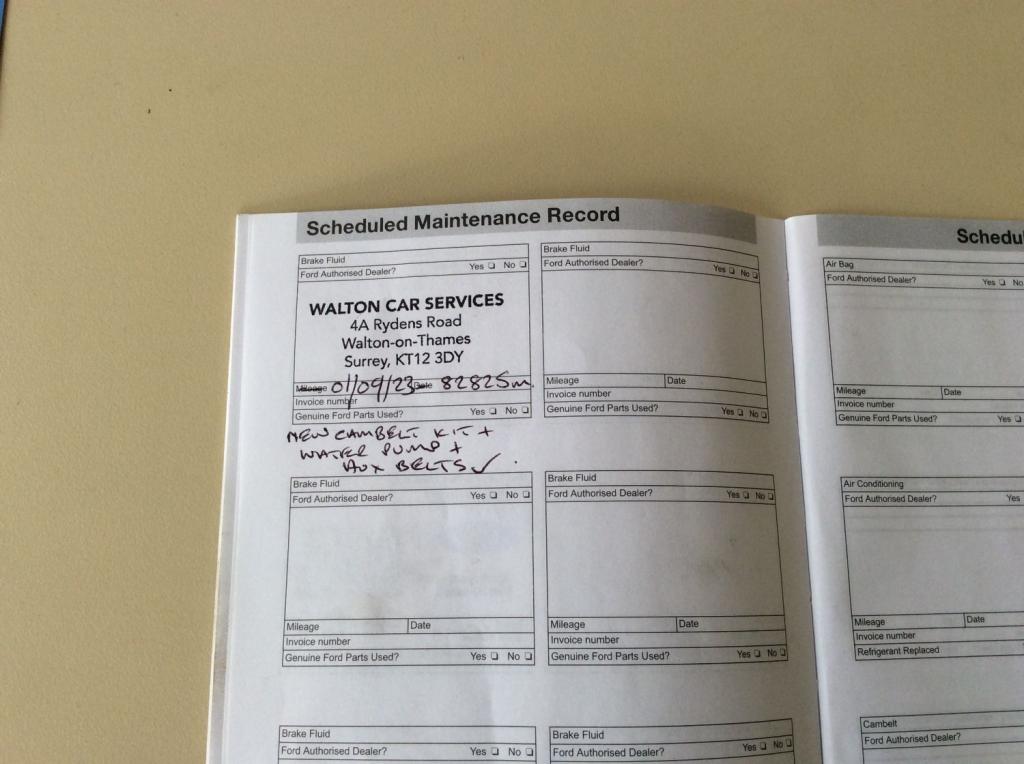 Scheduled Maintenance Record
Brake Fluid
Ford Authorised Dealer? Yes ❑ No ❑
WALTON CAR SERVICES
4A Rydens Road
Walton-on-Thames
Surrey, KT12 3DY
Mileage 01/09/23 Date 82825m
Invoice number
Genuine Ford Parts Used? Yes ❑ No ❑
NEW CAMBELT KIT +
WATER PUMP +
AUX BELTS ✓
Brake Fluid
Ford Authorised Dealer? Yes ❑ No ❑
Mileage Date
Invoice number
Genuine Ford Parts Used? Yes ❑ No ❑
Brake Fluid
Ford Authorised Dealer? Yes ❑ No ❑
Mileage Date
Invoice number
Genuine Ford Parts Used? Yes ❑ No ❑
Brake Fluid
Ford Authorised Dealer? Yes ❑ No ❑
Mileage Date
Invoice number
Genuine Ford Parts Used? Yes ❑ No ❑
Brake Fluid
Ford Authorised Dealer? Yes ❑ No ❑
Brake Fluid
Ford Authorised Dealer? Yes ❑ No ❑
Schedul
Air Bag
Ford Authorised Dealer? Yes ❑ No
Mileage Date
Invoice number
Genuine Ford Parts Used? Yes ❑
Air Conditioning
Ford Authorised Dealer? Yes
Mileage Date
Invoice number
Refrigerant Replaced
Cambelt
Ford Authorised Dealer?